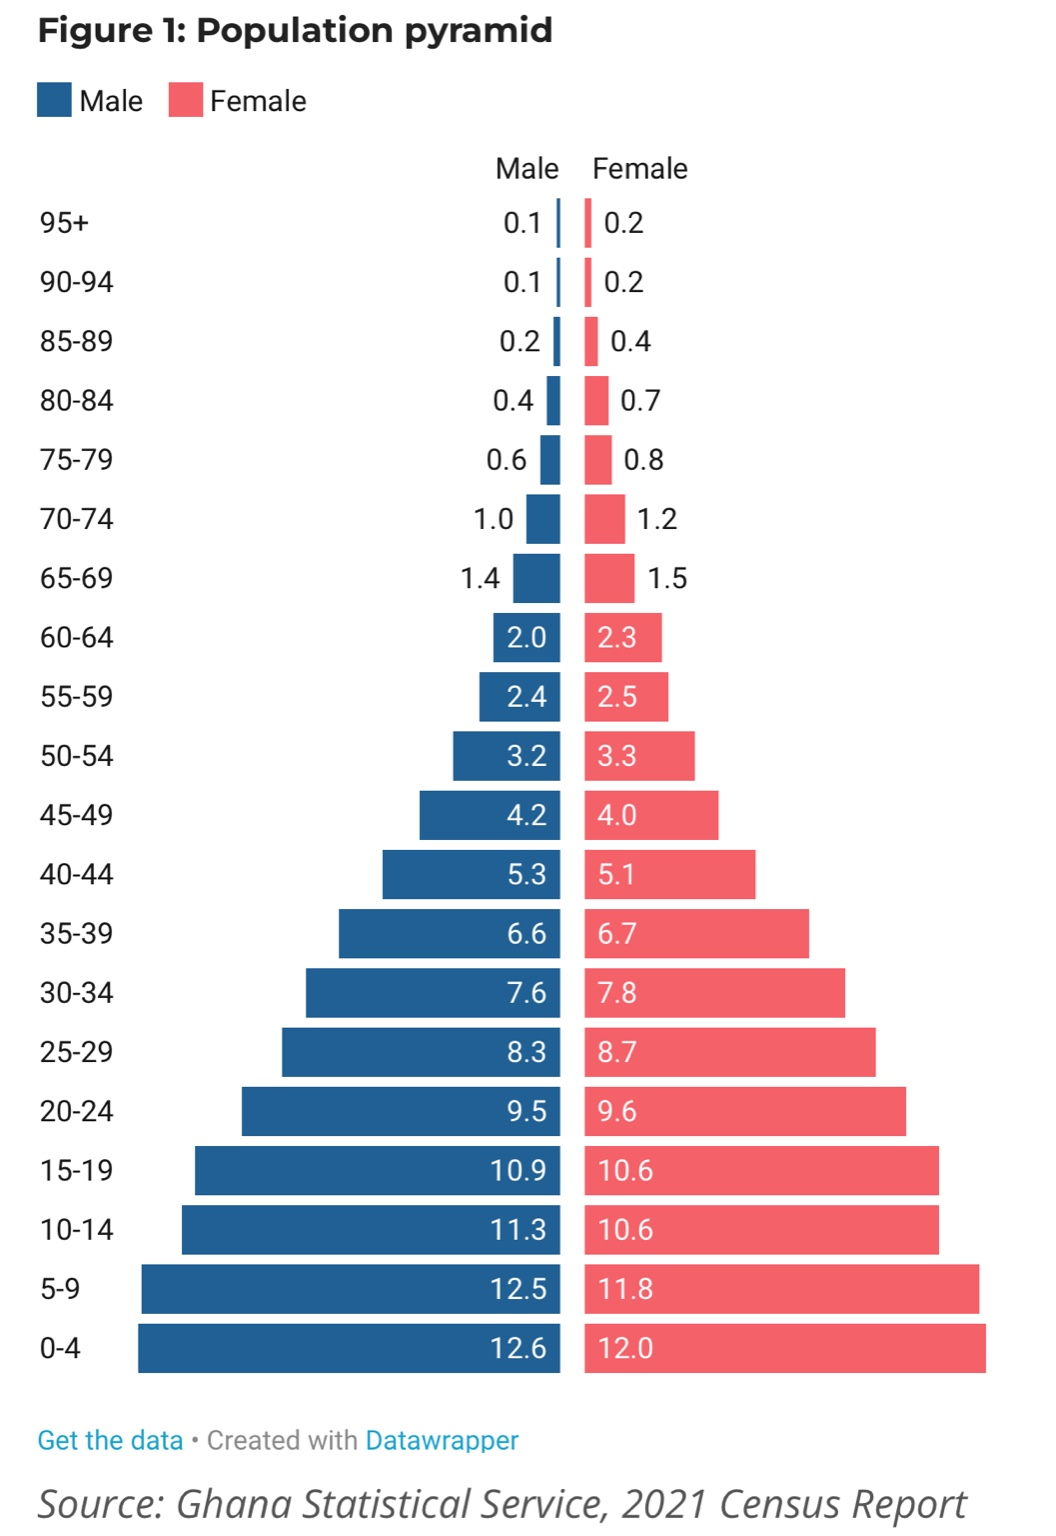 Figure 1: Population pyramid
Male Female
Male Female
95+ 0.1 0.2
90-94 0.1 0.2
85-89 0.2 0.4
80-84 0.4 0.7
75-79 0.6 0.8
70-74 1.0 1.2
65-69 1.4 1.5
60-64 2.0 2.3
55-59 2.4 2.5
50-54 3.2 3.3
45-49 4.2 4.0
40-44 5.3 5.1
35-39 6.6 6.7
30-34 7.6 7.8
25-29 8.3 8.7
20-24 9.5 9.6
15-19 10.9 10.6
10-14 11.3 10.6
5-9 12.5 11.8
0-4 12.6 12.0
Get the data • Created with Datawrapper
Source: Ghana Statistical Service, 2021 Census Report